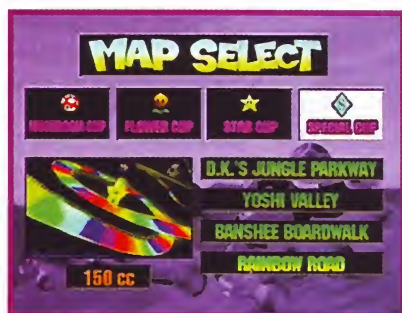 MAP SELECT
MUSHROOM CUP FLOWER CUP STAR CUP SPECIAL CUP
D.K.'S JUNGLE PARKWAY
YOSHI VALLEY
BANSHEE BOARDWALK
RAINBOW ROAD
150 cc